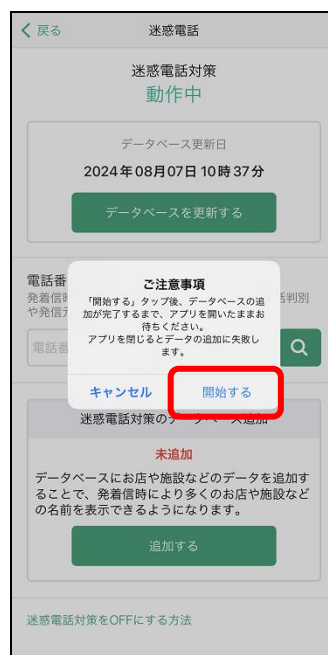 戻る
迷惑電話
迷惑電話対策
動作中
データベース更新日
2024年08月07日 10時37分
データベースを更新する
電話番
発着信時
話判別
や発信元
電話番
ご注意事項
「開始する」タップ後、データベースの追
加が完了するまで、アプリを開いたままお
待ちください。
アプリを閉じるとデータの追加に失敗し
ます。
キャンセル
開始する
迷惑電話対策のデータベース追加
未追加
データベースにお店や施設などのデータを追加す
ることで、発着信時により多くのお店や施設など
の名前を表示できるようになります。
追加する
迷惑電話対策をOFFにする方法